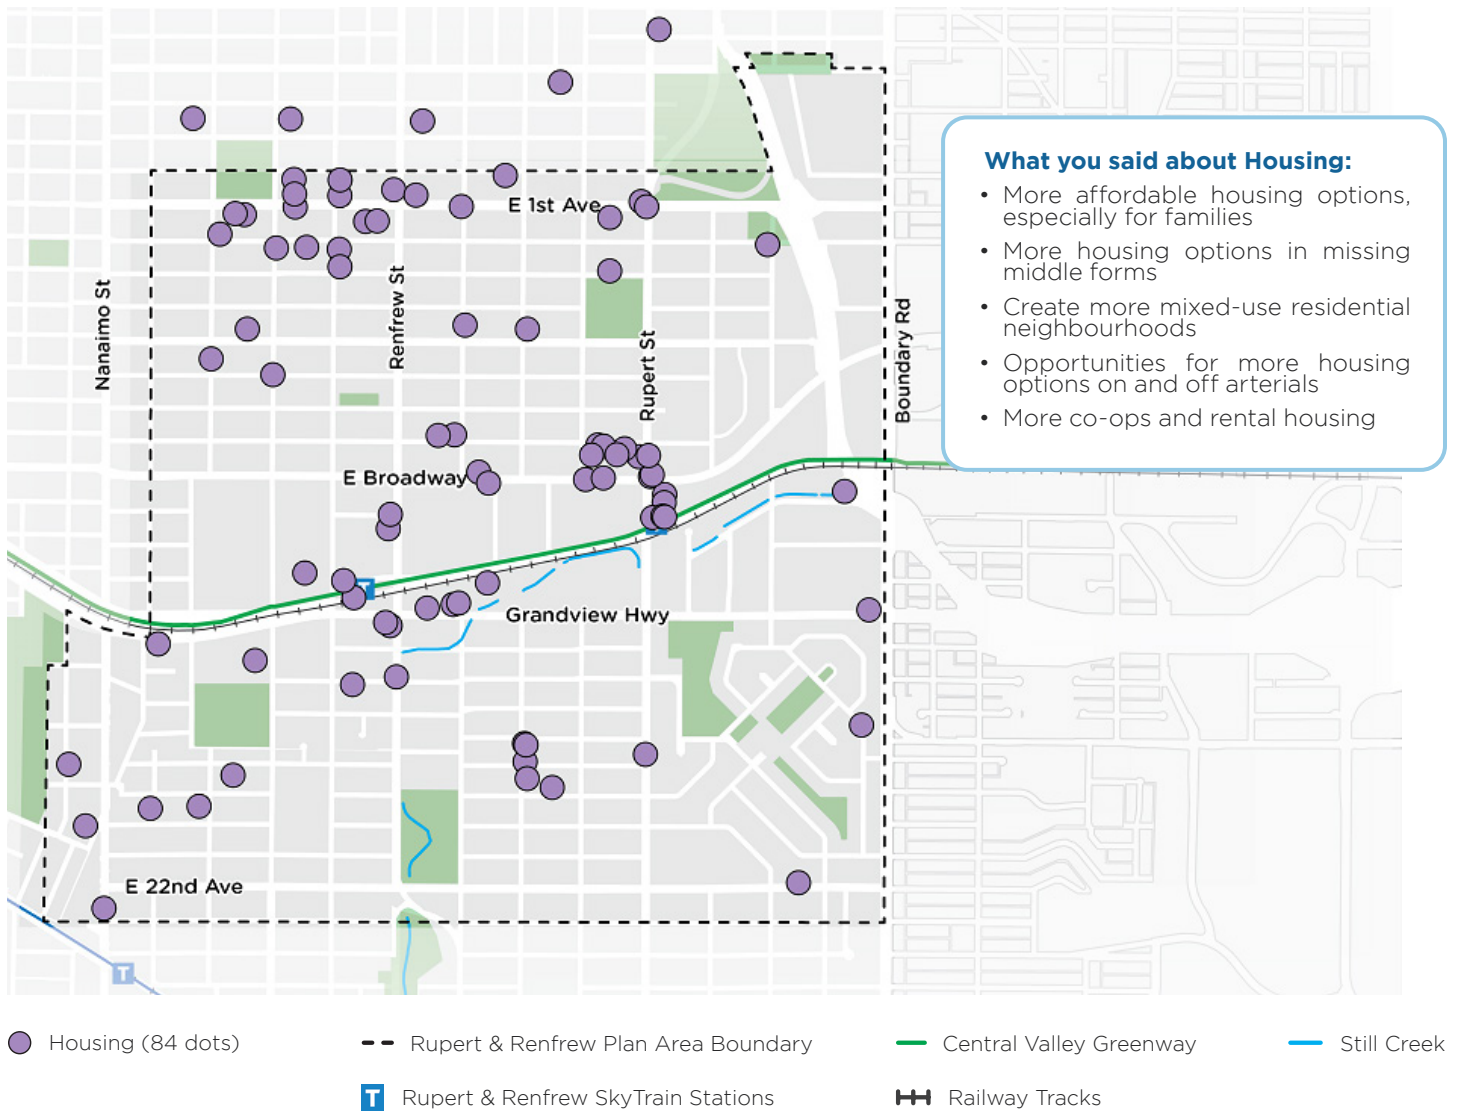 What you said about Housing:
• More affordable housing options,
especially for families
• More housing options in missing
middle forms
• Create more mixed-use residential
neighbourhoods
• Opportunities for more housing
options on and off arterials
• More co-ops and rental housing
E 1st Ave
Nanaimo St
Renfrew St
Rupert St
Boundary Rd
E Broadway
Grandview Hwy
E 22nd Ave
T
T
Housing (84 dots)
Rupert & Renfrew Plan Area Boundary
Central Valley Greenway
Still Creek
T Rupert & Renfrew SkyTrain Stations
Railway Tracks